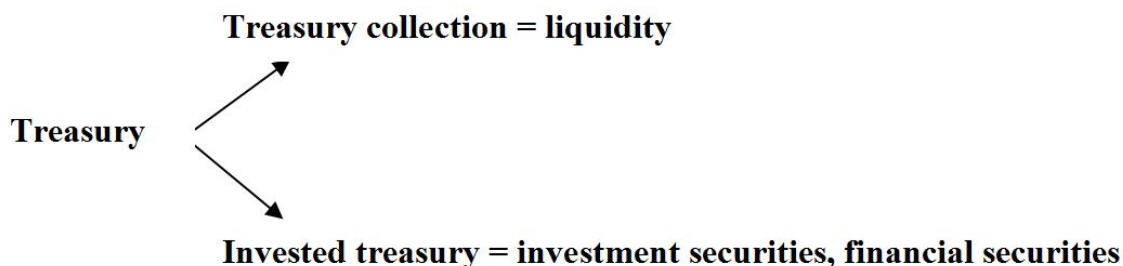 Treasury collection = liquidity
Treasury
Invested treasury = investment securities, financial securities